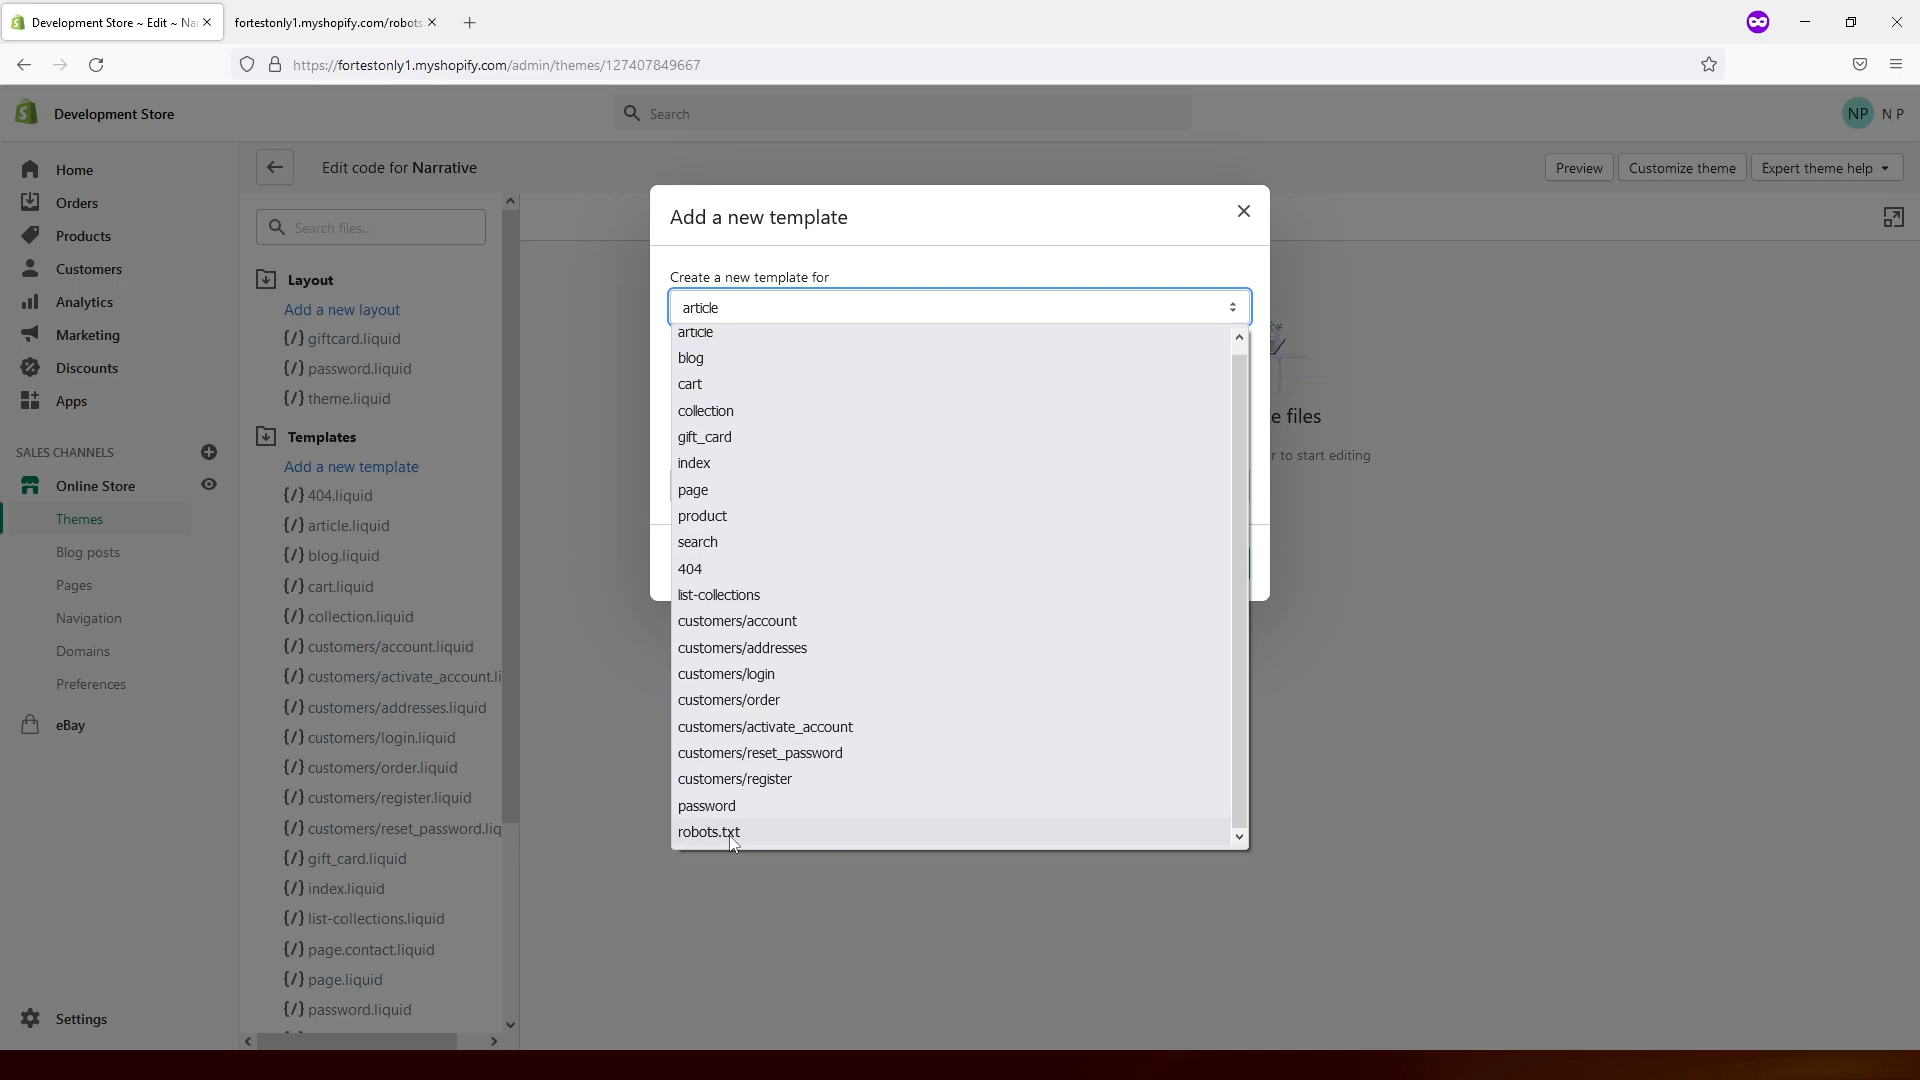 Development Store ~ Edit ~ Nar
fortestonly1.myshopify.com/robots
https://fortestonly1.myshopify.com/admin/themes/127407849667
Development Store
Search
NP
N P
Edit code for Narrative
Preview
Customize theme
Expert theme help
Home
Orders
Products
Customers
Analytics
Marketing
Discounts
Apps
SALES CHANNELS
Online Store
Themes
Blog posts
Pages
Navigation
Domains
Preferences
eBay
Settings
Search files...
Layout
Add a new layout
{/} giftcard.liquid
{/} password.liquid
{/} theme.liquid
Templates
Add a new template
{/} 404.liquid
{/} article.liquid
{/} blog.liquid
{/} cart.liquid
{/} collection.liquid
{/} customers/account.liquid
{/} customers/activate_account.li
{/} customers/addresses.liquid
{/} customers/login.liquid
{/} customers/order.liquid
{/} customers/register.liquid
{/} customers/reset_password.liq
{/} gift_card.liquid
{/} index.liquid
{/} list-collections.liquid
{/} page.contact.liquid
{/} page.liquid
{/} password.liquid
Add a new template
Create a new template for
article
article
blog
cart
collection
gift_card
index
page
product
search
404
list-collections
customers/account
customers/addresses
customers/login
customers/order
customers/activate_account
customers/reset_password
customers/register
password
robots.txt
e files
r to start editing